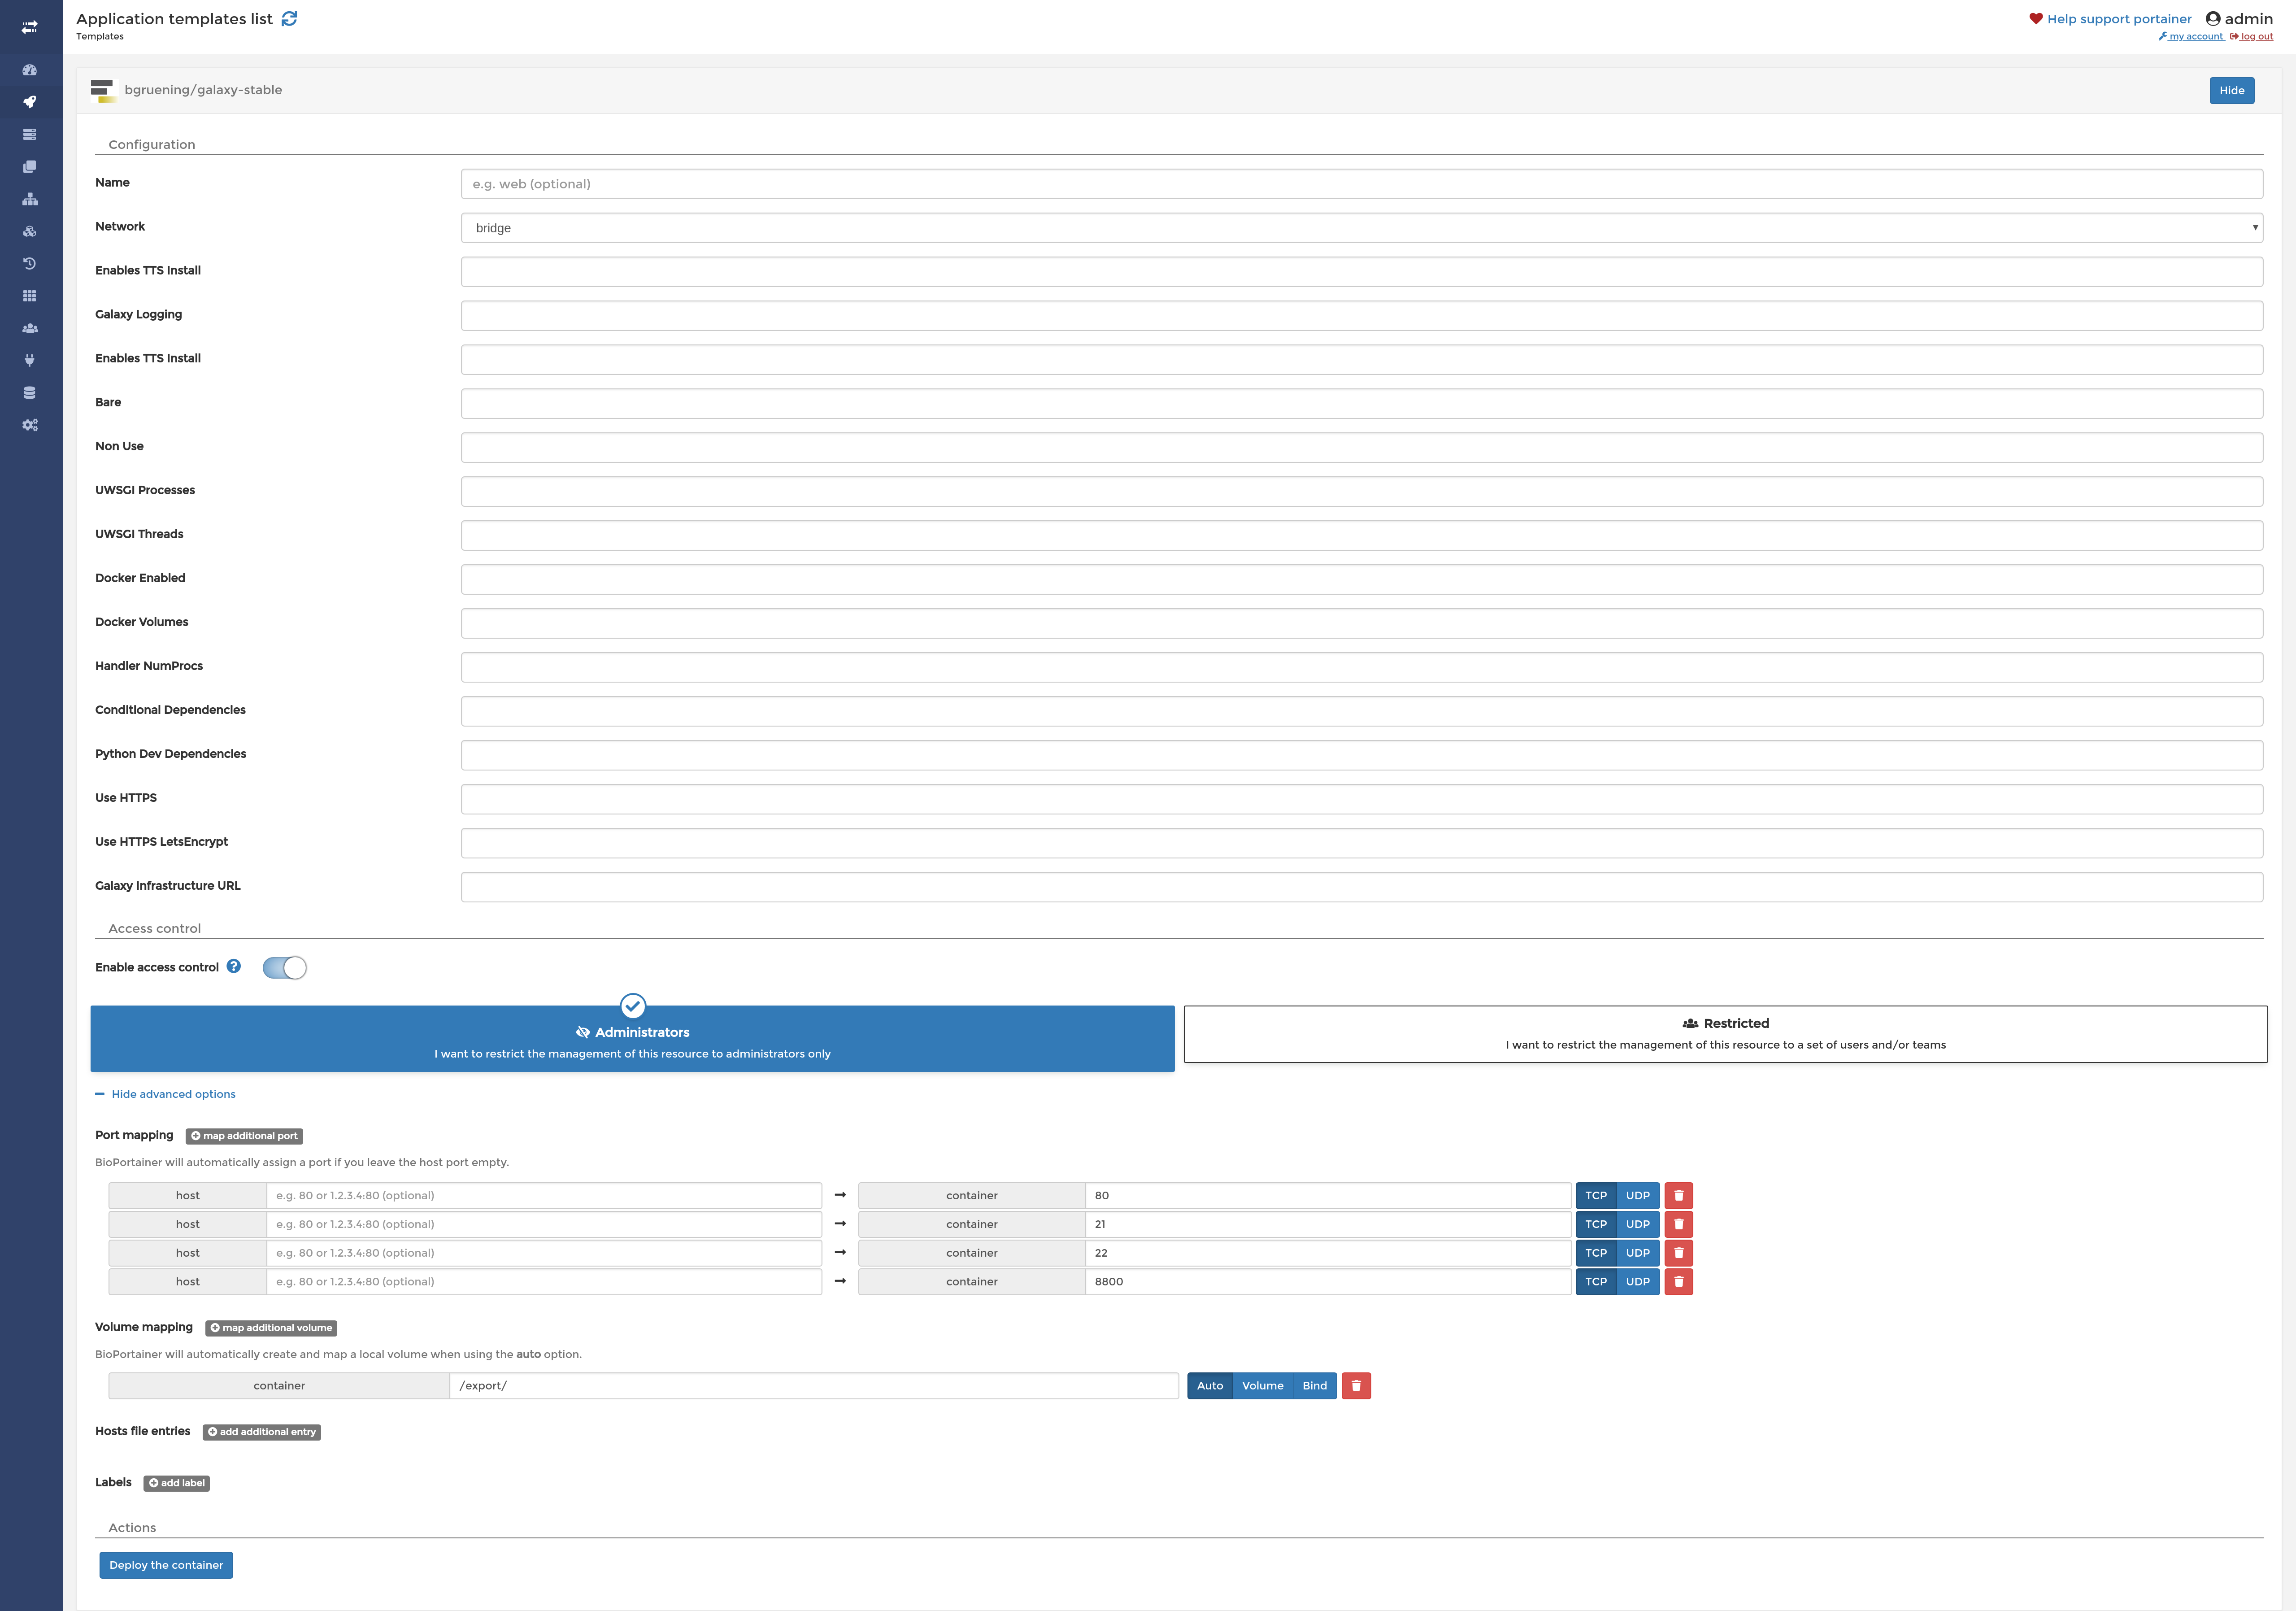 Application templates list
Help support portainer admin
Templates
my account log out
bgruening/galaxy-stable Hide
Configuration
Name e.g. web (optional)
Network bridge
Enables TTS Install
Galaxy Logging
Enables TTS Install
Bare
Non Use
UWSGI Processes
UWSGI Threads
Docker Enabled
Docker Volumes
Handler NumProcs
Conditional Dependencies
Python Dev Dependencies
Use HTTPS
Use HTTPS LetsEncrypt
Galaxy Infrastructure URL
Access control
Enable access control
Administrators
I want to restrict the management of this resource to administrators only
Restricted
I want to restrict the management of this resource to a set of users and/or teams
Hide advanced options
Port mapping map additional port
BioPortainer will automatically assign a port if you leave the host port empty.
host e.g. 80 or 1.2.3.4:80 (optional) → container 80 TCP UDP
host e.g. 80 or 1.2.3.4:80 (optional) → container 21 TCP UDP
host e.g. 80 or 1.2.3.4:80 (optional) → container 22 TCP UDP
host e.g. 80 or 1.2.3.4:80 (optional) → container 8800 TCP UDP
Volume mapping map additional volume
BioPortainer will automatically create and map a local volume when using the auto option.
container /export/ Auto Volume Bind
Hosts file entries add additional entry
Labels add label
Actions
Deploy the container